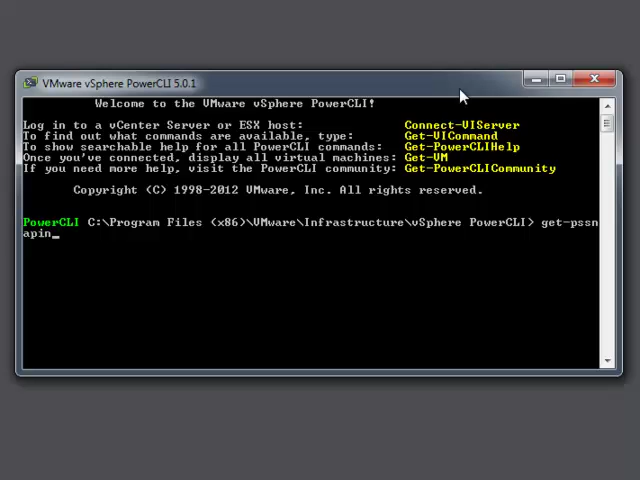 VMware vSphere PowerCLI 5.0.1
Welcome to the VMware vSphere PowerCLI!
Log in to a vCenter Server or ESX host: Connect-VIServer
To find out what commands are available, type: Get-VICommand
To show searchable help for all PowerCLI commands: Get-PowerCLIHelp
Once you've connected, display all virtual machines: Get-VM
If you need more help, visit the PowerCLI community: Get-PowerCLICommunity
Copyright (C) 1998-2012 VMware, Inc. All rights reserved.
PowerCLI C:\Program Files (x86)\VMware\Infrastructure\vSphere PowerCLI> get-pssn
apin_